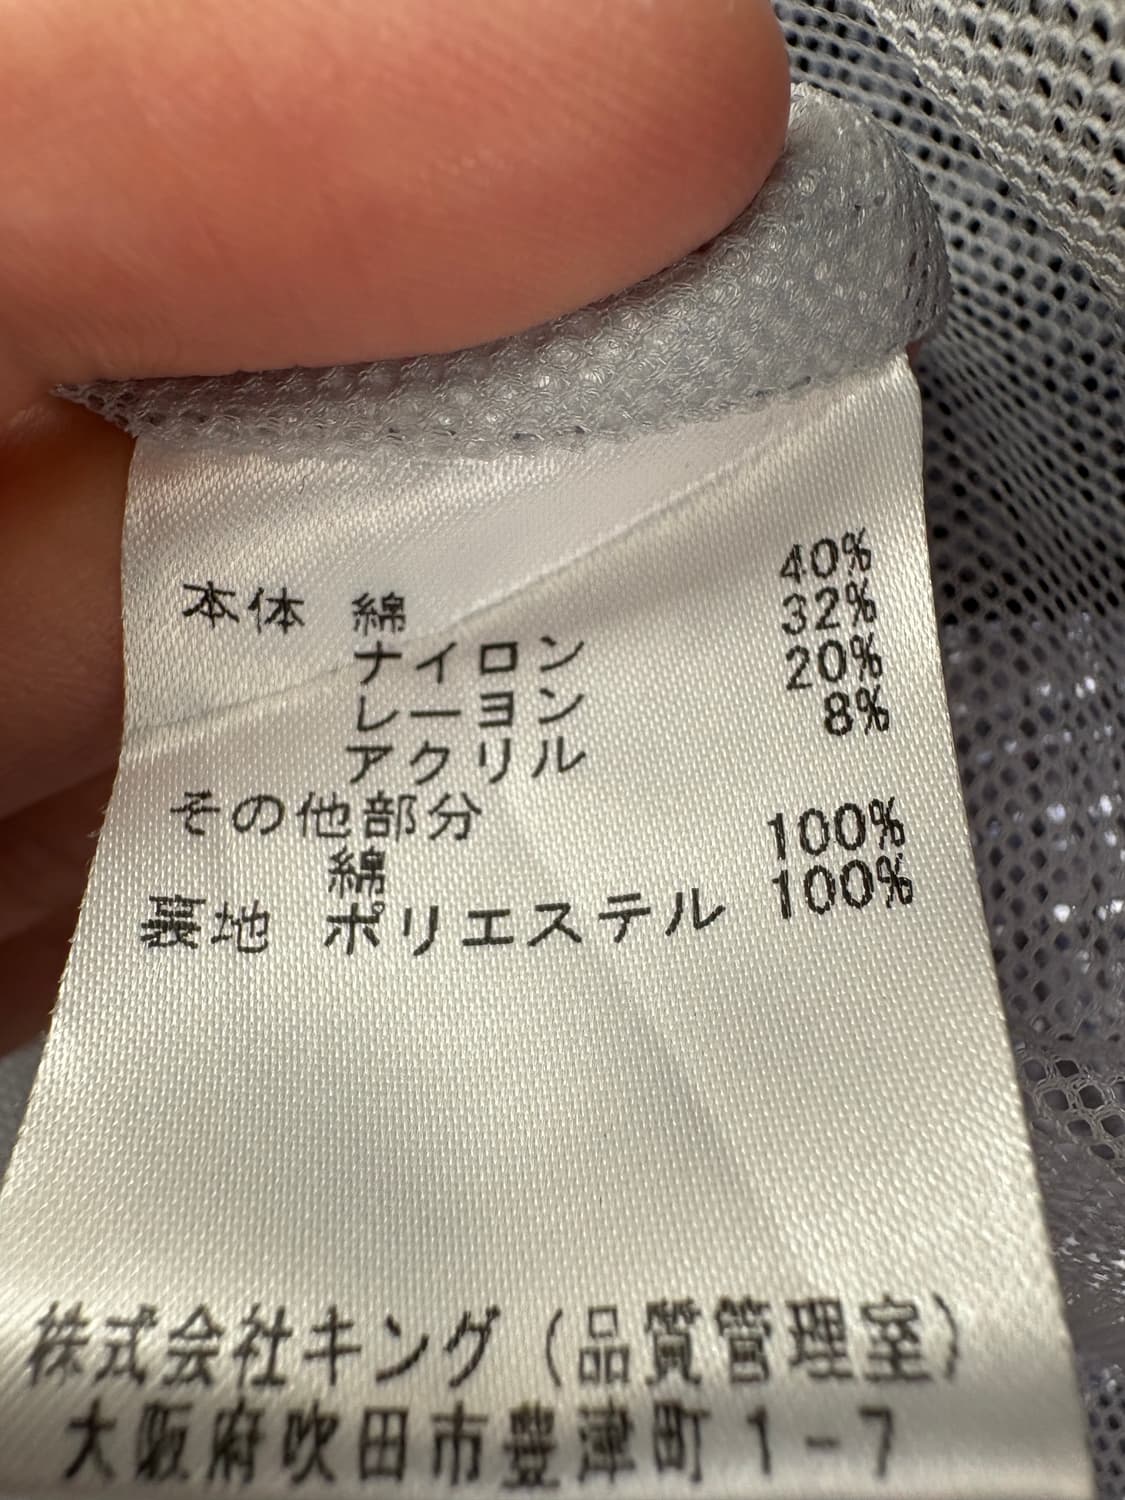 本体 綿 40%
ナイロン 32%
レーヨン 20%
アクリル 8%
その他部分
綿 100%
裏地 ポリエステル 100%
株式会社キング(品質管理室)
大阪府吹田市豊津町1-7